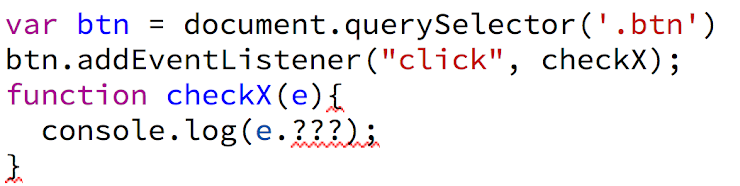 var btn = document.querySelector('.btn')
btn.addEventListener("click", checkX);
function checkX(e){
  console.log(e.???);
}